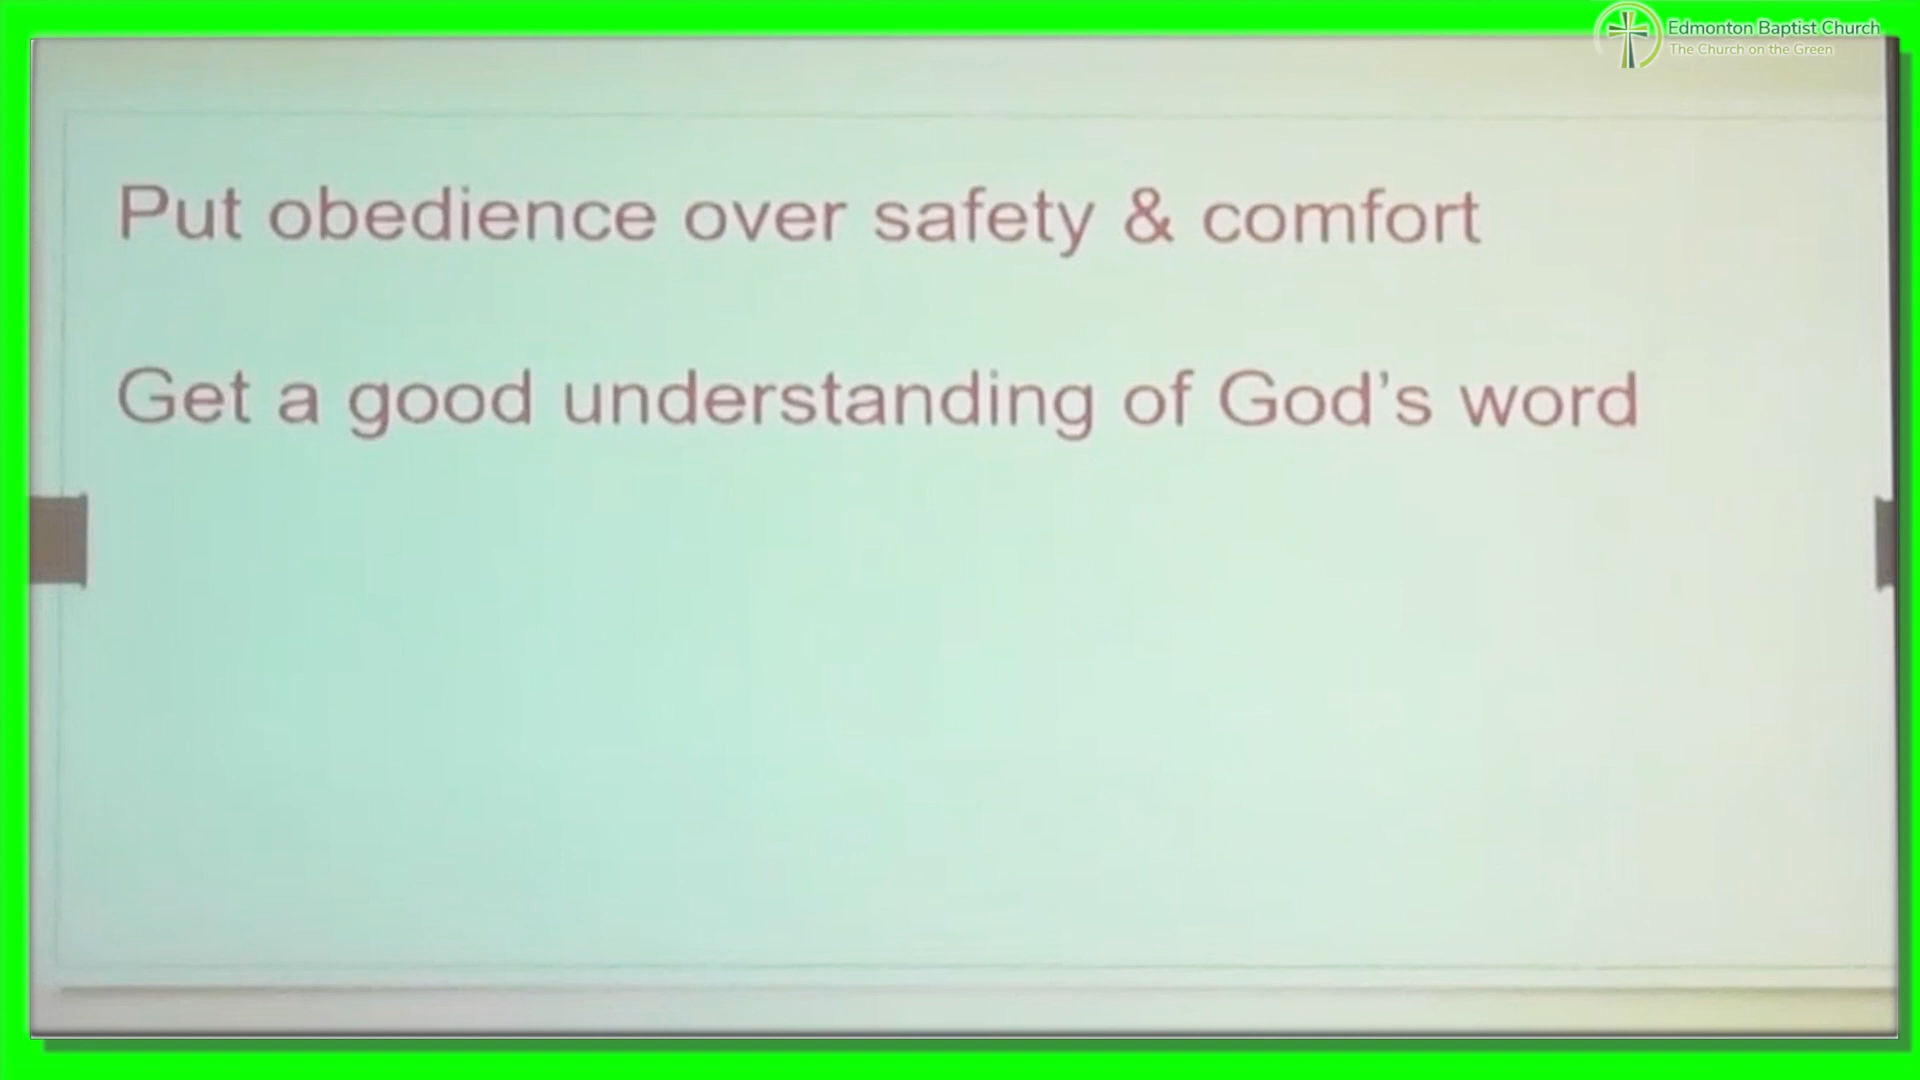 Edmonton Baptist Church
The Church on the Green
Put obedience over safety & comfort
Get a good understanding of God's word